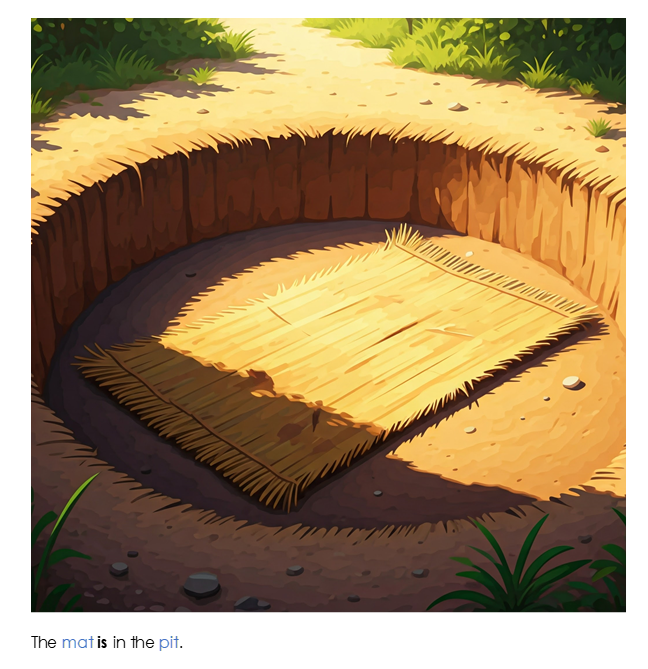 The mat is in the pit.